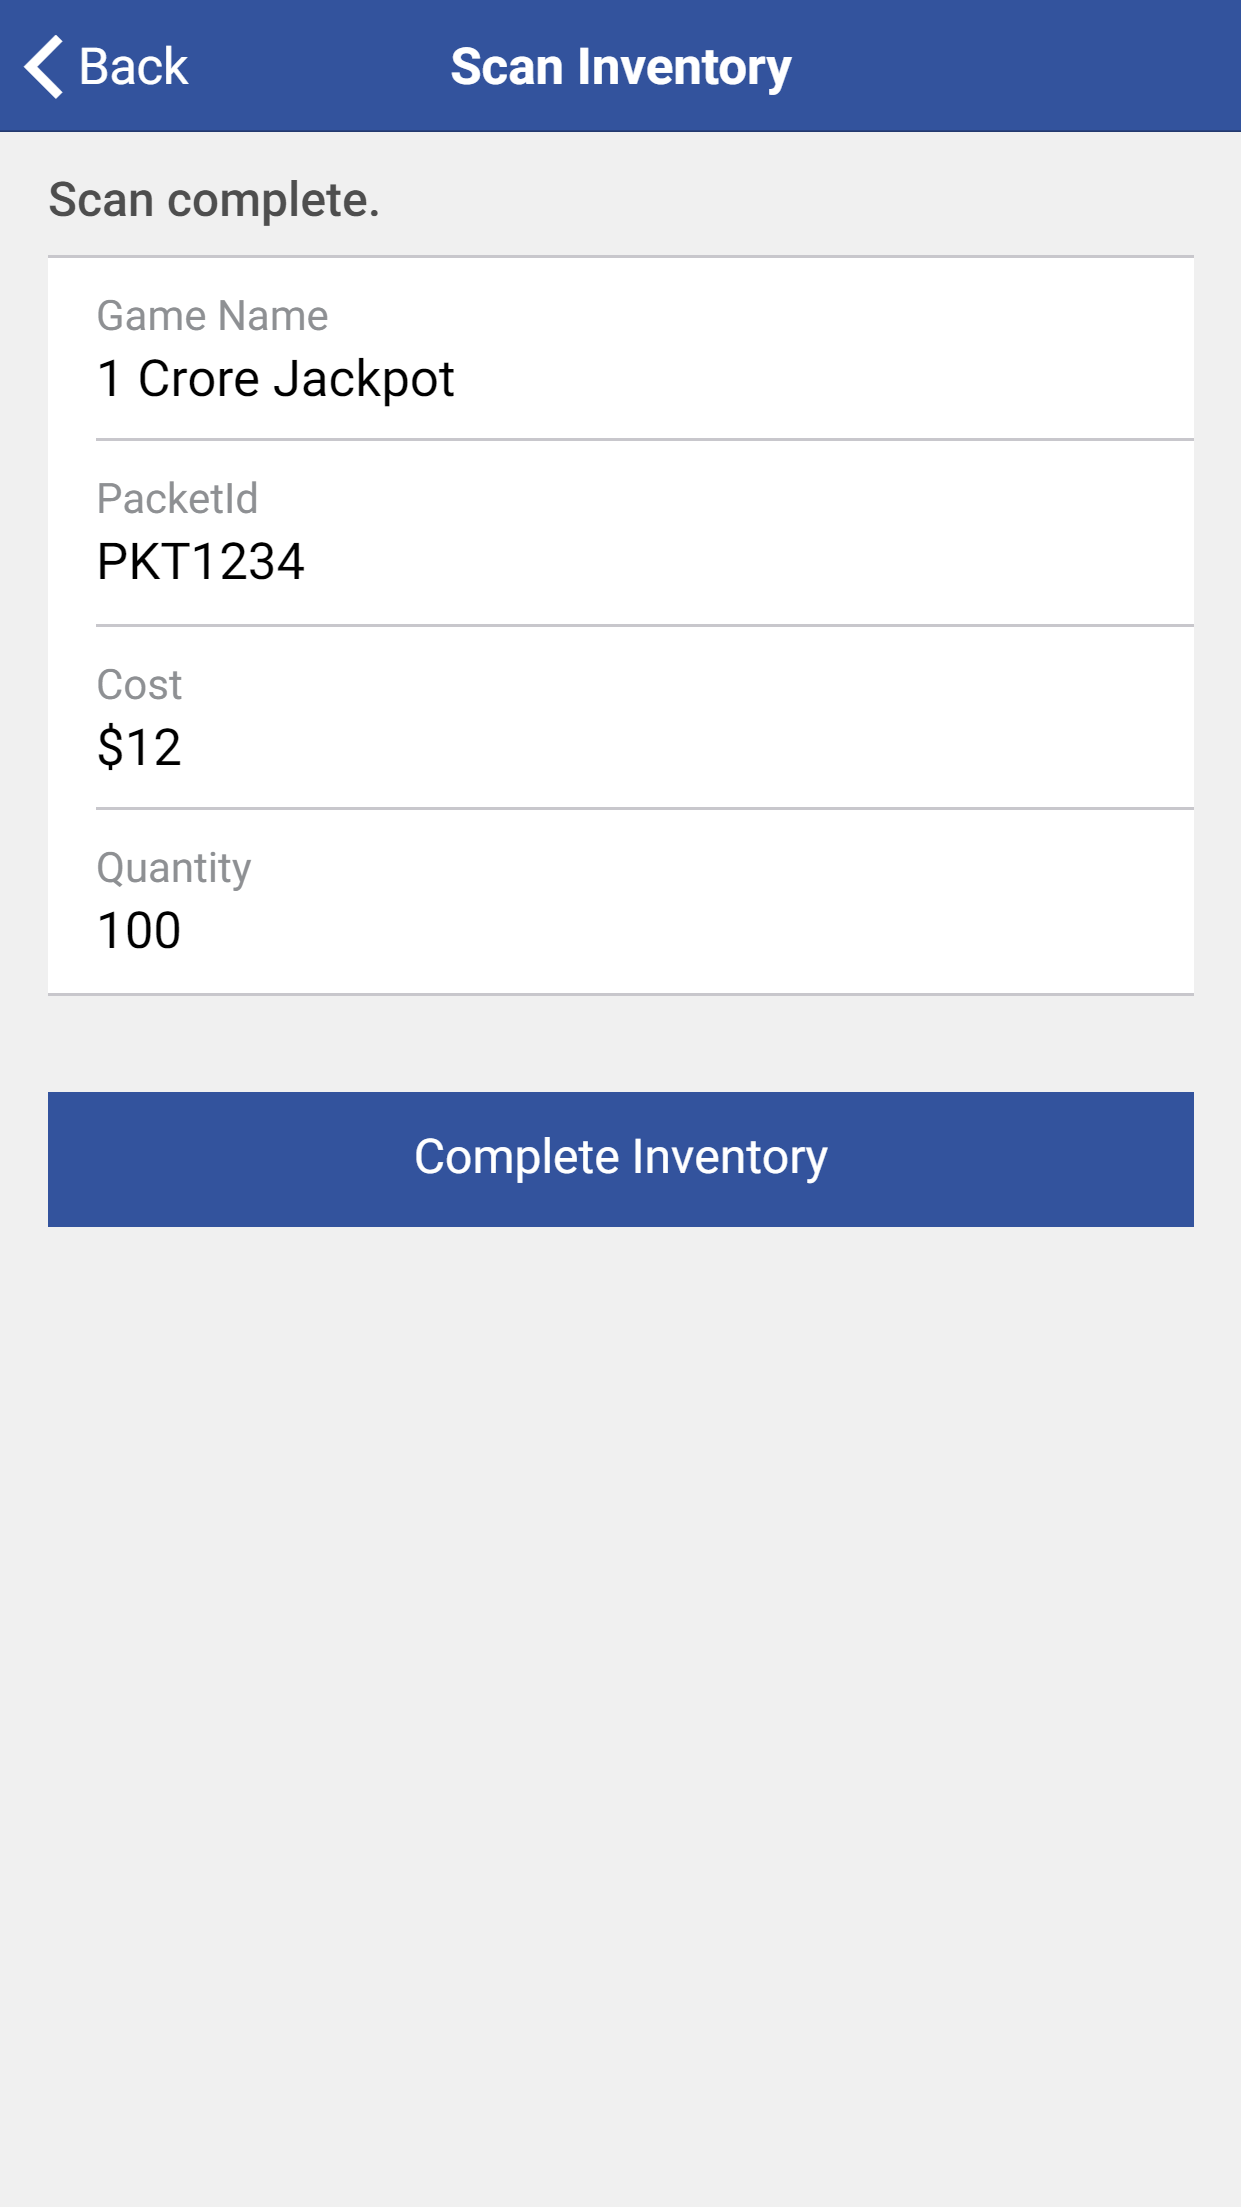 Back
Scan Inventory
Scan complete.
Game Name
1 Crore Jackpot
PacketId
PKT1234
Cost
$12
Quantity
100
Complete Inventory